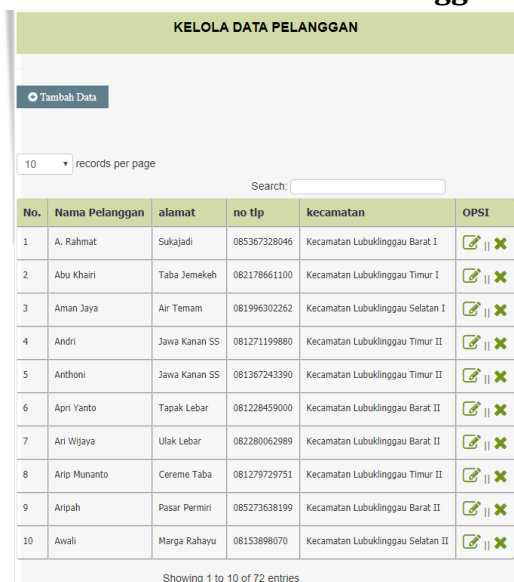 gg
KELOLA DATA PELANGGAN
Tambah Data
10 records per page
Search:
No. Nama Pelanggan alamat no tlp kecamatan OPSI
1 A. Rahmat Sukajadi 085367328046 Kecamatan Lubuklinggau Barat I ||
2 Abu Khairi Taba Jemekeh 082178661100 Kecamatan Lubuklinggau Timur I ||
3 Aman Jaya Air Temam 081996302262 Kecamatan Lubuklinggau Selatan I ||
4 Andri Jawa Kanan SS 081271199880 Kecamatan Lubuklinggau Timur II ||
5 Anthoni Jawa Kanan SS 081367243390 Kecamatan Lubuklinggau Timur II ||
6 Apri Yanto Tapak Lebar 081228459000 Kecamatan Lubuklinggau Barat II ||
7 Ari Wijaya Ulak Lebar 082280062989 Kecamatan Lubuklinggau Barat II ||
8 Arip Munanto Cereme Taba 081279729751 Kecamatan Lubuklinggau Timur II ||
9 Aripah Pasar Permiri 085273638199 Kecamatan Lubuklinggau Barat II ||
10 Awali Marga Rahayu 08153898070 Kecamatan Lubuklinggau Selatan II ||
Showing 1 to 10 of 72 entries